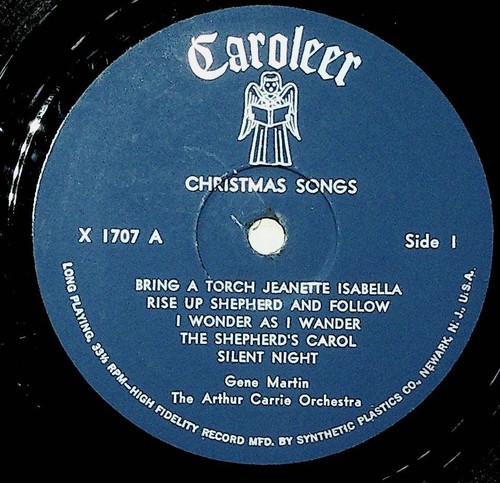 Caroleer
CHRISTMAS SONGS
X 1707 A
Side 1
BRING A TORCH JEANETTE ISABELLA
RISE UP SHEPHERD AND FOLLOW
I WONDER AS I WANDER
THE SHEPHERD'S CAROL
SILENT NIGHT
Gene Martin
The Arthur Carrie Orchestra
LONG PLAYING, 33⅓ RPM—HIGH FIDELITY RECORD MFD. BY SYNTHETIC PLASTICS CO., NEWARK, N. J., U.S.A.